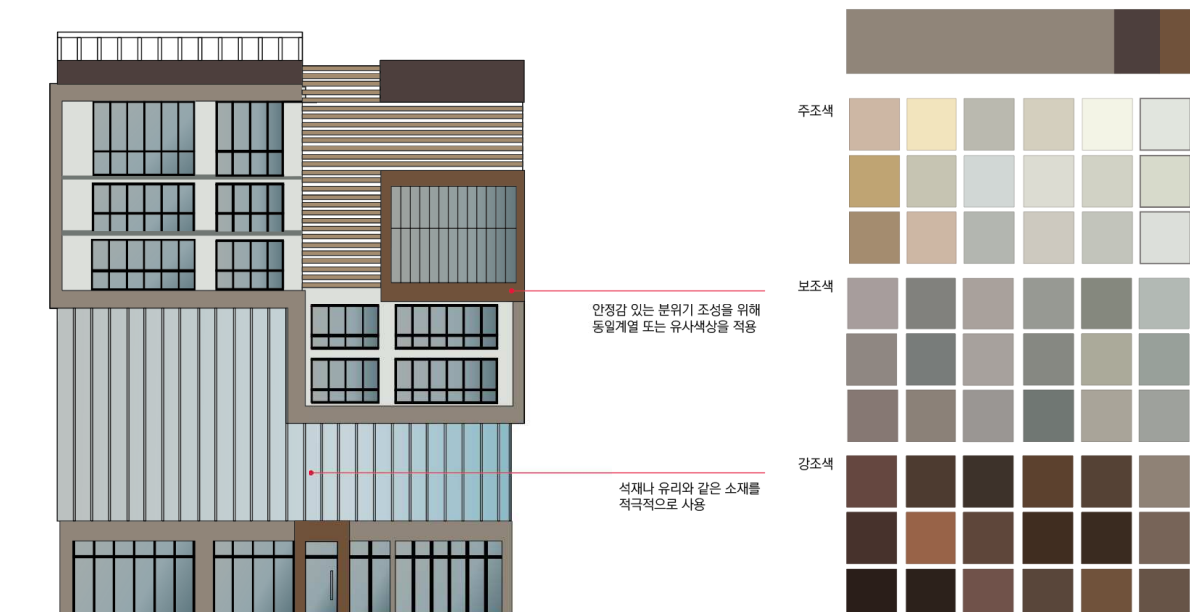 주조색
보조색
안정감 있는 분위기 조성을 위해
동일계열 또는 유사색상을 적용
강조색
석재나 유리와 같은 소재를
적극적으로 사용